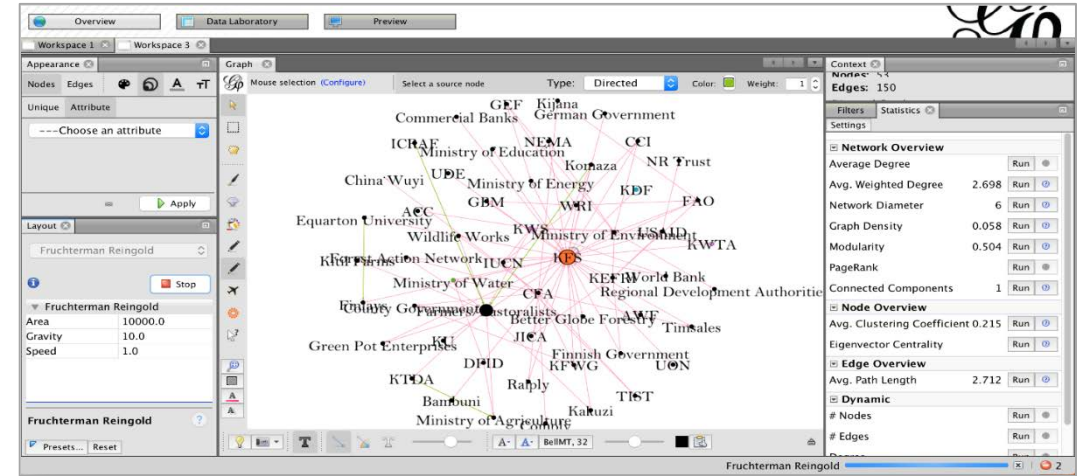 Overview
Data Laboratory
Preview
Workspace 1
Workspace 3
Appearance
Nodes Edges
Unique Attribute
---Choose an attribute
Apply
Layout
Fruchterman Reingold
Stop
Fruchterman Reingold
Area 10000.0
Gravity 10.0
Speed 1.0
Fruchterman Reingold
Presets... Reset
Graph
Mouse selection (Configure) Select a source node Type: Directed Color: Weight: 1
GEF Kijana
Commercial Banks German Government
ICRAF NEMA CCI
Ministry of Education
Komaza NR Trust
China Wuyi UDE Ministry of Energy KDF
GBM WRI FAO
Equarton University ACC
Wildlife Works KWS Ministry of Environment USAID KWTA
Forest Action Network IUCN KFS
Ministry of Water KEFRI World Bank
CFA Regional Development Authoritie
County Government Farmers/Pastoralists
Better Globe Forestry AWF Timsales
Green Pot Enterprises KU JICA
DPID Finnish Government
KFWG UON
KTDA Ralply
Bambuni TIST
Kakuzi
Ministry of Agriculture
BellMT, 32
Context
Nodes: 53
Edges: 150
Filters Statistics
Settings
Network Overview
Average Degree Run
Avg. Weighted Degree 2.698 Run
Network Diameter 6 Run
Graph Density 0.058 Run
Modularity 0.504 Run
PageRank Run
Connected Components 1 Run
Node Overview
Avg. Clustering Coefficient 0.215 Run
Eigenvector Centrality Run
Edge Overview
Avg. Path Length 2.712 Run
Dynamic
# Nodes Run
# Edges Run
Degree
Fruchterman Reingold 2